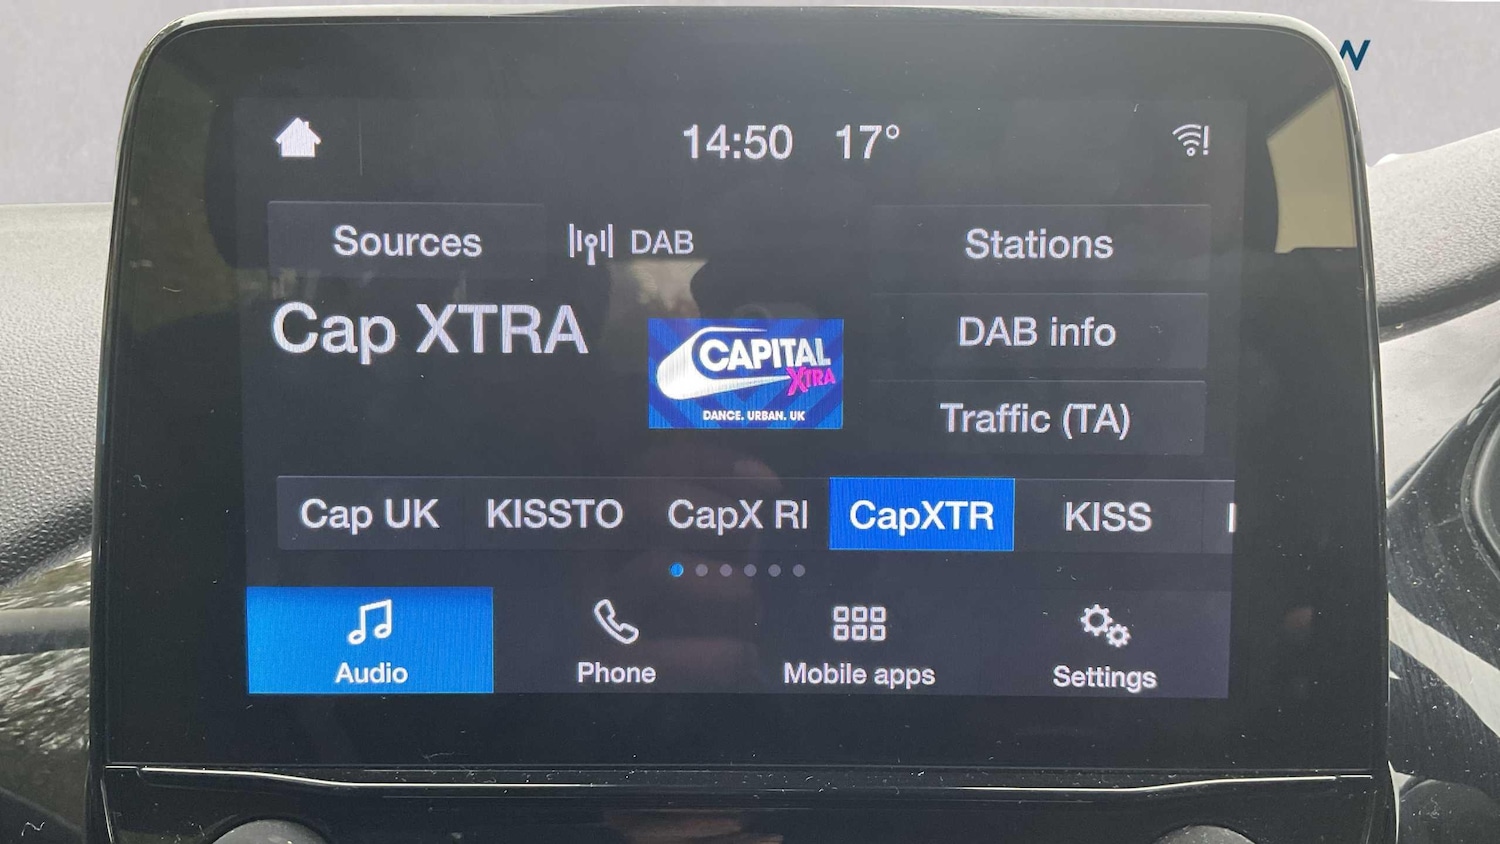 W
14:50 17°
Sources DAB Stations
Cap XTRA
CAPITAL
XTRA
DANCE. URBAN. UK
DAB info
Traffic (TA)
Cap UK KISSTO CapX RI CapXTR KISS
Audio Phone Mobile apps Settings